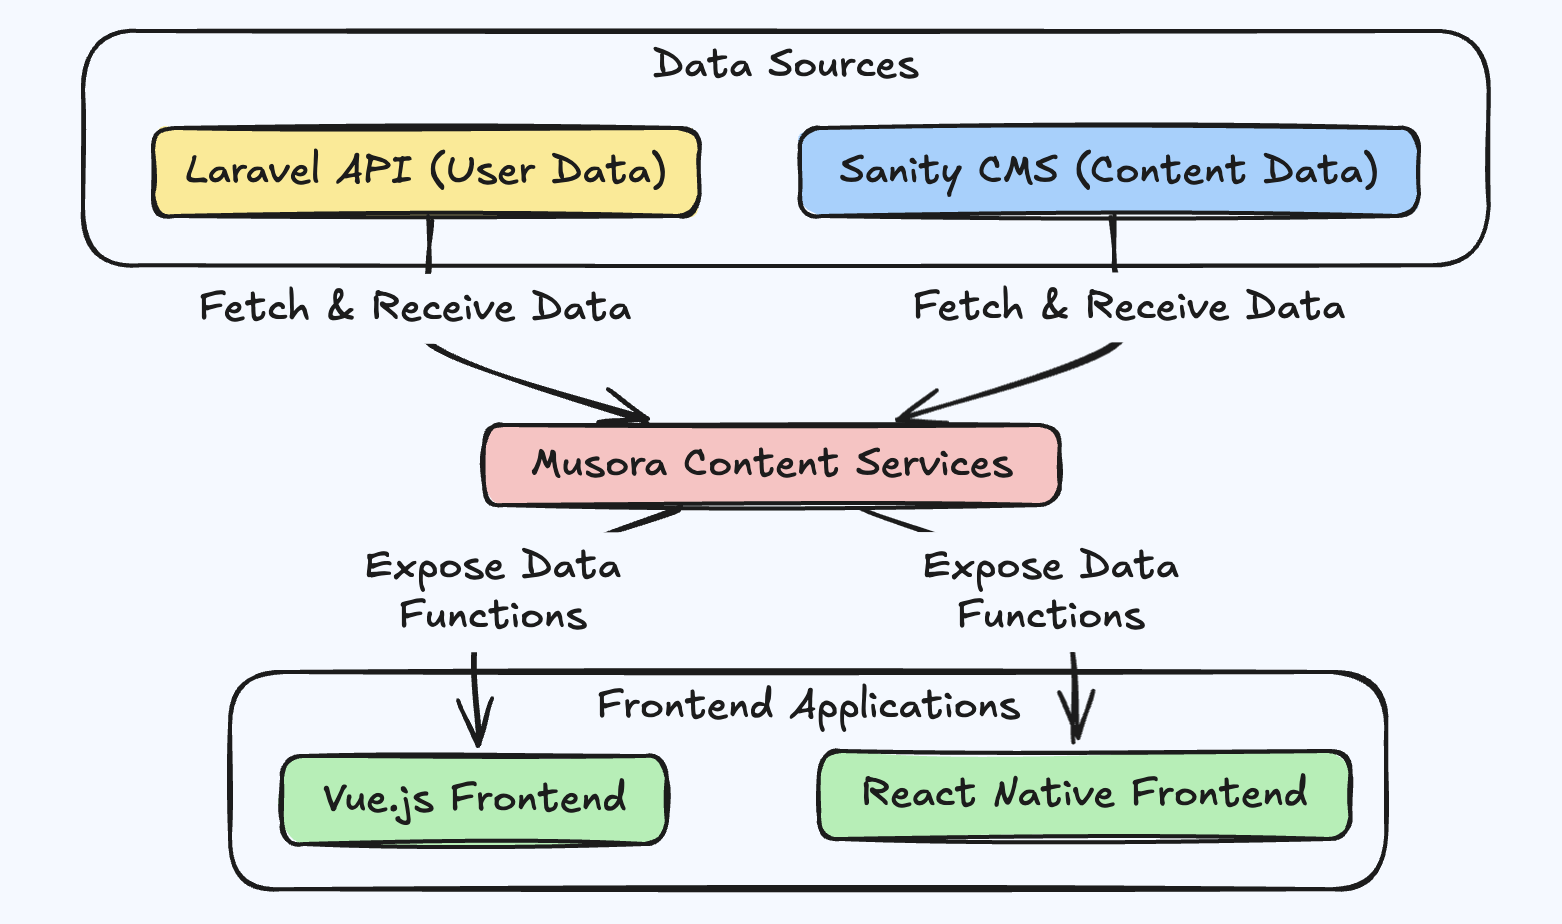 Data Sources
Laravel API (User Data)
Sanity CMS (Content Data)
Fetch & Receive Data
Fetch & Receive Data
Musora Content Services
Expose Data
Functions
Expose Data
Functions
Frontend Applications
Vue.js Frontend
React Native Frontend